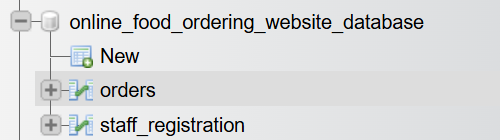 online_food_ordering_website_database
New
orders
staff_registration